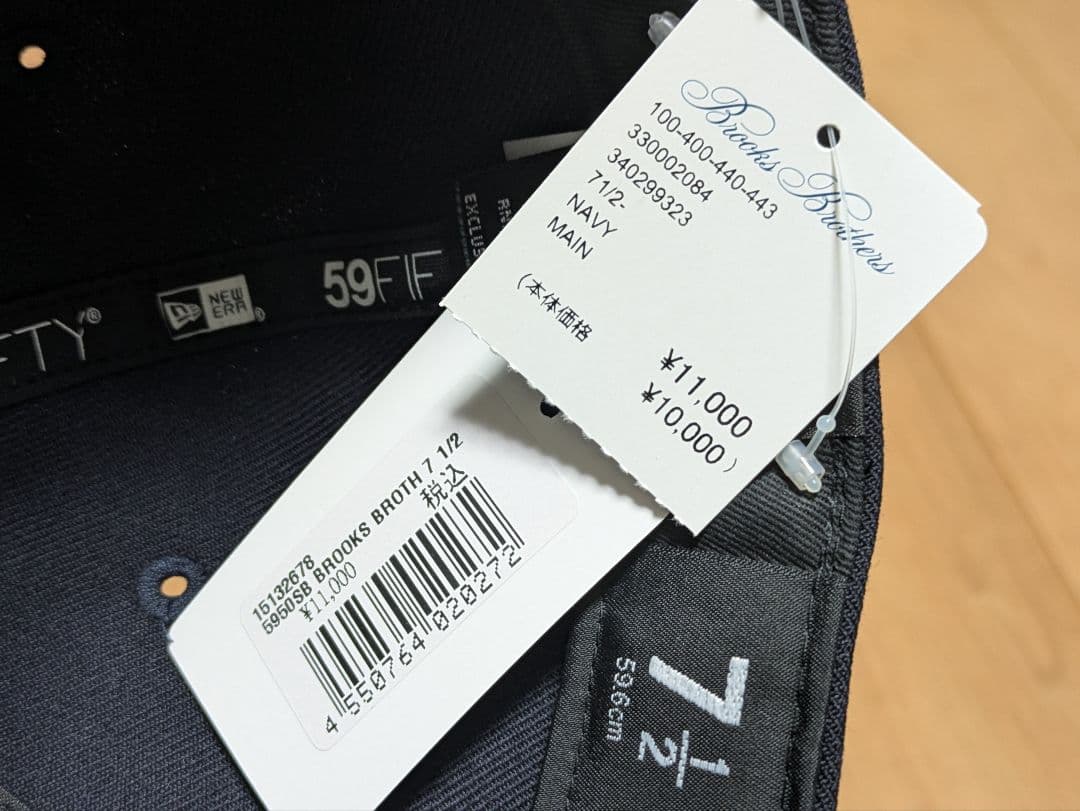 Brooks Brothers
100-400-440-443
330002084
340299323
71/2-
NAVY
MAIN
¥11,000
(本体価格 ¥10,000)
15132678
5950SB BROOKS BROTH 7 1/2
¥11,000 税込
4 550764 020272
FTY®
NEW ERA®
59FIF
EXCLUS
7 1/2
59.6cm